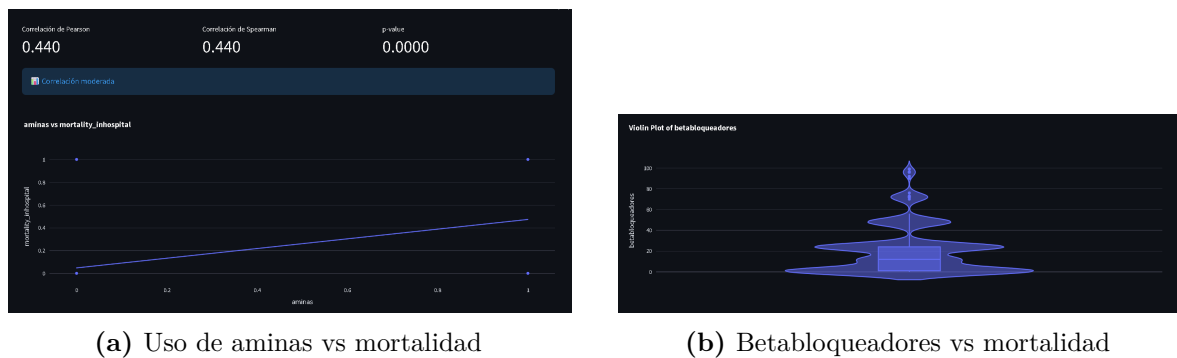 Correlación de Pearson
0.440
Correlación de Spearman
0.440
p-value
0.0000
📊 Correlación moderada
aminas vs mortality_inhospital
mortality_inhospital
1
0.8
0.6
0.4
0.2
0
0
0.2
0.4
0.6
0.8
1
aminas
(a) Uso de aminas vs mortalidad
Violin Plot of betabloqueadores
betabloqueadores
100
80
60
40
20
0
(b) Betabloqueadores vs mortalidad